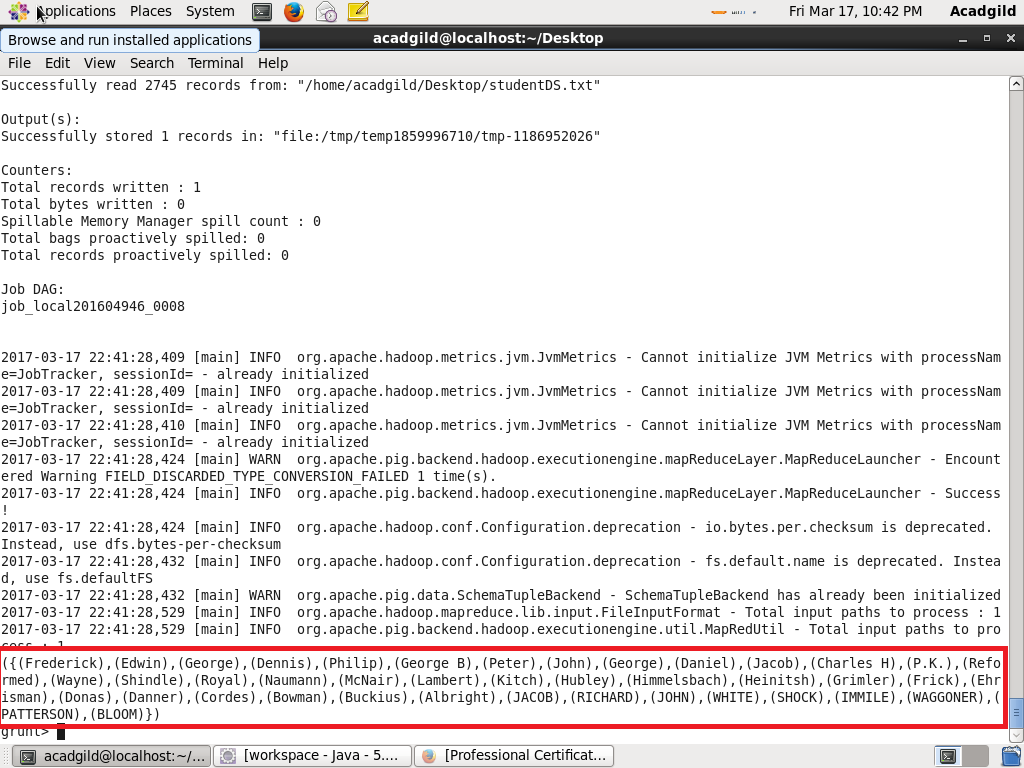 Applications Places System Fri Mar 17, 10:42 PM Acadgild
Browse and run installed applications acadgild@localhost:~/Desktop
File Edit View Search Terminal Help
Successfully read 2745 records from: "/home/acadgild/Desktop/studentDS.txt"
Output(s):
Successfully stored 1 records in: "file:/tmp/temp1859996710/tmp-1186952026"
Counters:
Total records written : 1
Total bytes written : 0
Spillable Memory Manager spill count : 0
Total bags proactively spilled: 0
Total records proactively spilled: 0
Job DAG:
job_local201604946_0008
2017-03-17 22:41:28,409 [main] INFO  org.apache.hadoop.metrics.jvm.JvmMetrics - Cannot initialize JVM Metrics with processNam
e=JobTracker, sessionId= - already initialized
2017-03-17 22:41:28,409 [main] INFO  org.apache.hadoop.metrics.jvm.JvmMetrics - Cannot initialize JVM Metrics with processNam
e=JobTracker, sessionId= - already initialized
2017-03-17 22:41:28,410 [main] INFO  org.apache.hadoop.metrics.jvm.JvmMetrics - Cannot initialize JVM Metrics with processNam
e=JobTracker, sessionId= - already initialized
2017-03-17 22:41:28,424 [main] WARN  org.apache.pig.backend.hadoop.executionengine.mapReduceLayer.MapReduceLauncher - Encount
ered Warning FIELD_DISCARDED_TYPE_CONVERSION_FAILED 1 time(s).
2017-03-17 22:41:28,424 [main] INFO  org.apache.pig.backend.hadoop.executionengine.mapReduceLayer.MapReduceLauncher - Success
!
2017-03-17 22:41:28,424 [main] INFO  org.apache.hadoop.conf.Configuration.deprecation - io.bytes.per.checksum is deprecated.
Instead, use dfs.bytes-per-checksum
2017-03-17 22:41:28,432 [main] INFO  org.apache.hadoop.conf.Configuration.deprecation - fs.default.name is deprecated. Instea
d, use fs.defaultFS
2017-03-17 22:41:28,432 [main] WARN  org.apache.pig.data.SchemaTupleBackend - SchemaTupleBackend has already been initialized
2017-03-17 22:41:28,529 [main] INFO  org.apache.hadoop.mapreduce.lib.input.FileInputFormat - Total input paths to process : 1
2017-03-17 22:41:28,529 [main] INFO  org.apache.pig.backend.hadoop.executionengine.util.MapRedUtil - Total input paths to pro
cess : 1
({(Frederick),(Edwin),(George),(Dennis),(Philip),(George B),(Peter),(John),(George),(Daniel),(Jacob),(Charles H),(P.K.),(Refo
rmed),(Wayne),(Shindle),(Royal),(Naumann),(McNair),(Lambert),(Kitch),(Hubley),(Himmelsbach),(Heinitsh),(Grimler),(Frick),(Ehr
isman),(Donas),(Danner),(Cordes),(Bowman),(Buckius),(Albright),(JACOB),(RICHARD),(JOHN),(WHITE),(SHOCK),(IMMILE),(WAGGONER),(
PATTERSON),(BLOOM)})
grunt>
acadgild@localhost:~/... [workspace - Java - 5.... [Professional Certificat...